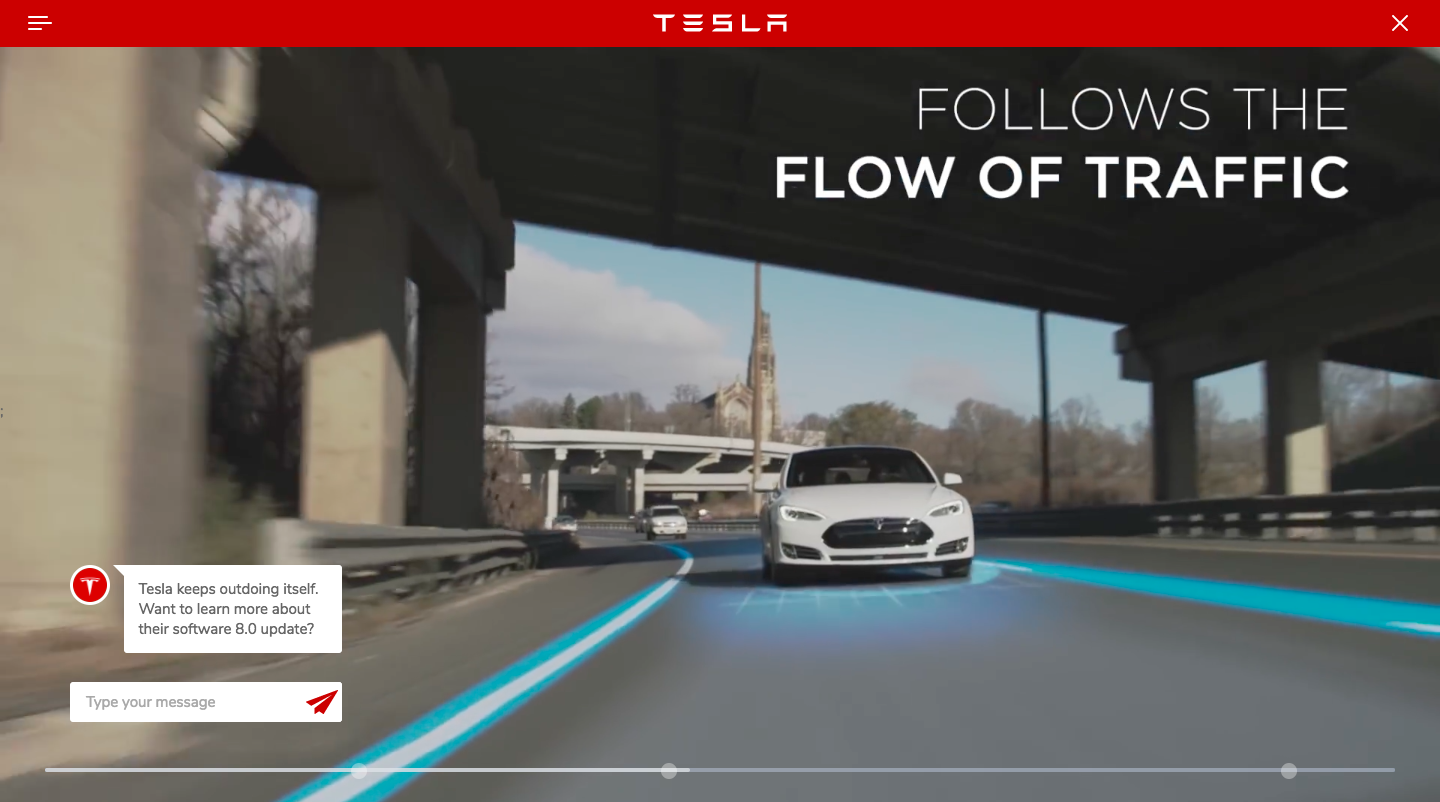 TESLA
FOLLOWS THE
FLOW OF TRAFFIC
;
Tesla keeps outdoing itself.
Want to learn more about
their software 8.0 update?
Type your message